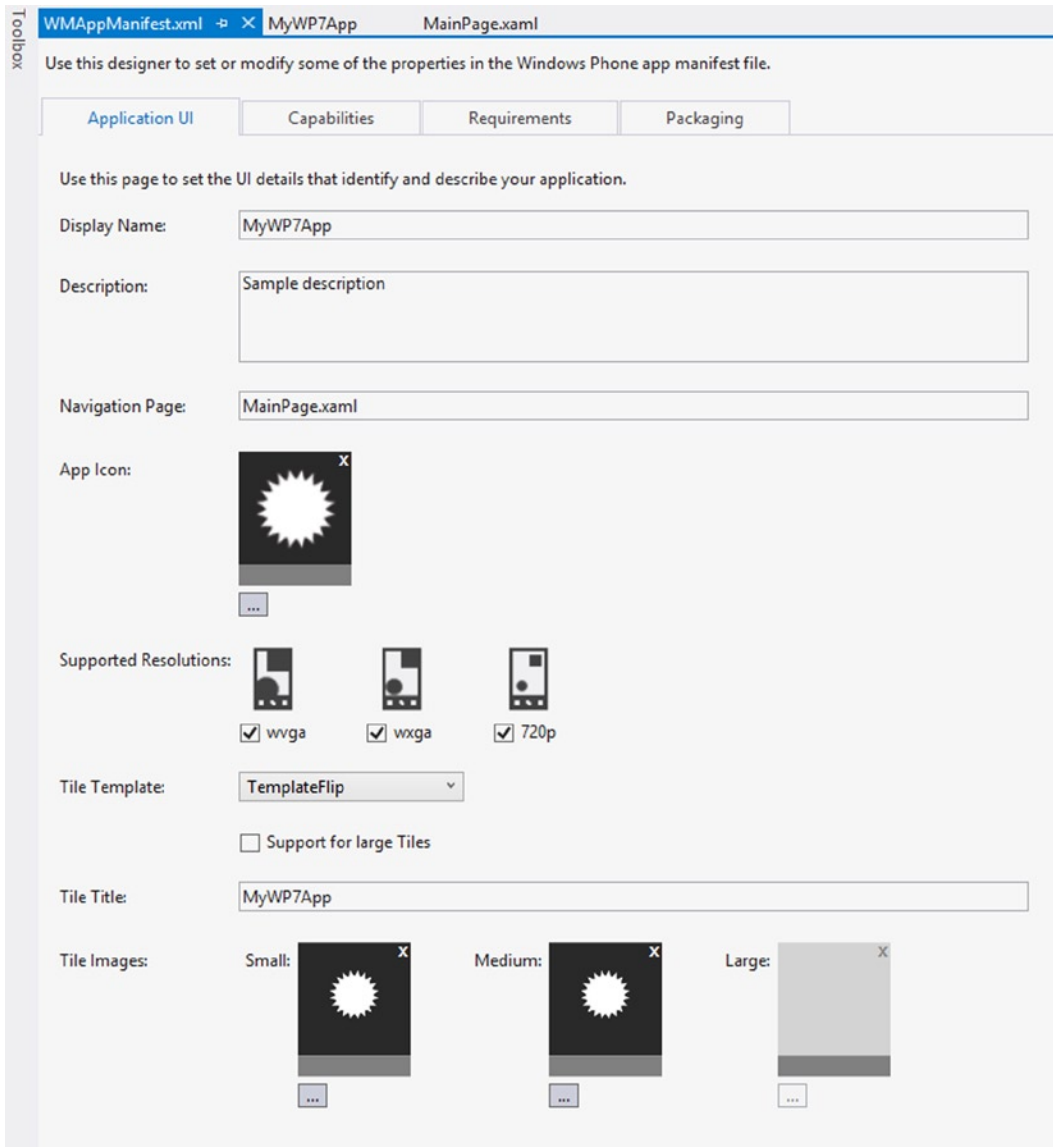 Toolbox
WMAppManifest.xml MyWP7App MainPage.xaml
Use this designer to set or modify some of the properties in the Windows Phone app manifest file.
Application UI Capabilities Requirements Packaging
Use this page to set the UI details that identify and describe your application.
Display Name: MyWP7App
Description: Sample description
Navigation Page: MainPage.xaml
App Icon: X
...
Supported Resolutions:
wvga wxga 720p
Tile Template: TemplateFlip
Support for large Tiles
Tile Title: MyWP7App
Tile Images: Small: X Medium: X Large: X
... ... ...